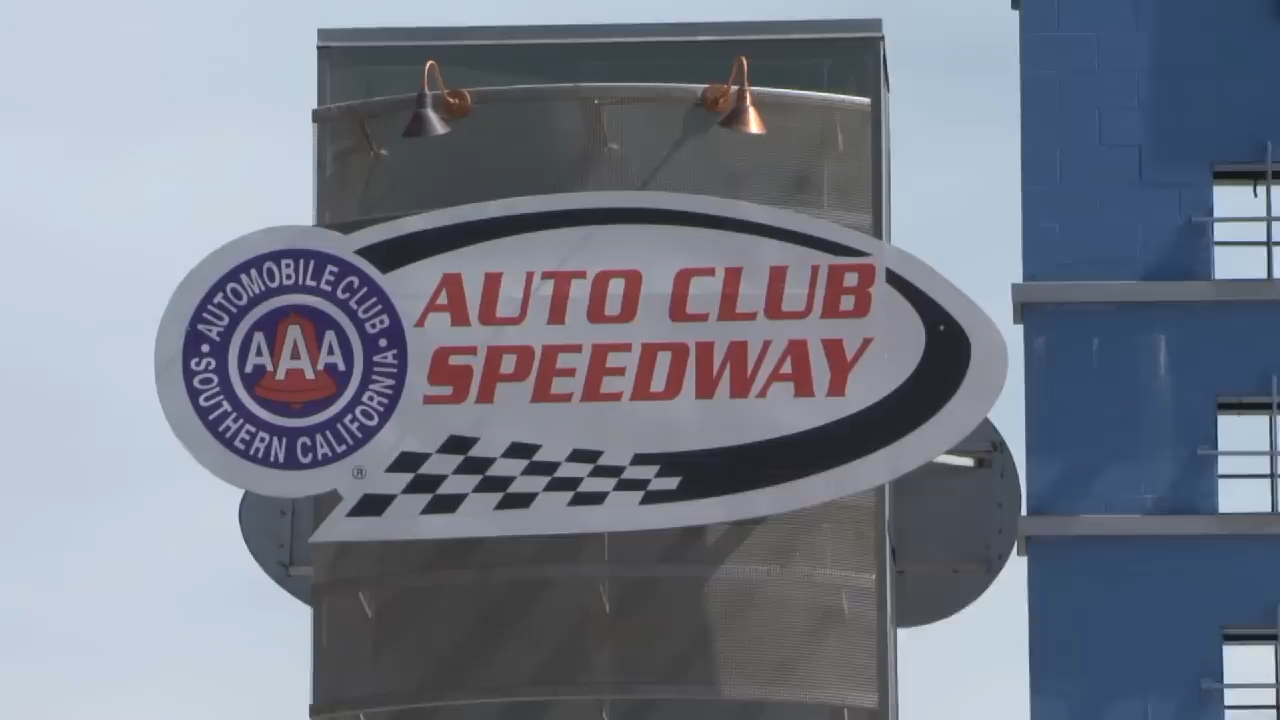 AUTOMOBILE CLUB
AAA
• SOUTHERN CALIFORNIA •
®
AUTO CLUB
SPEEDWAY